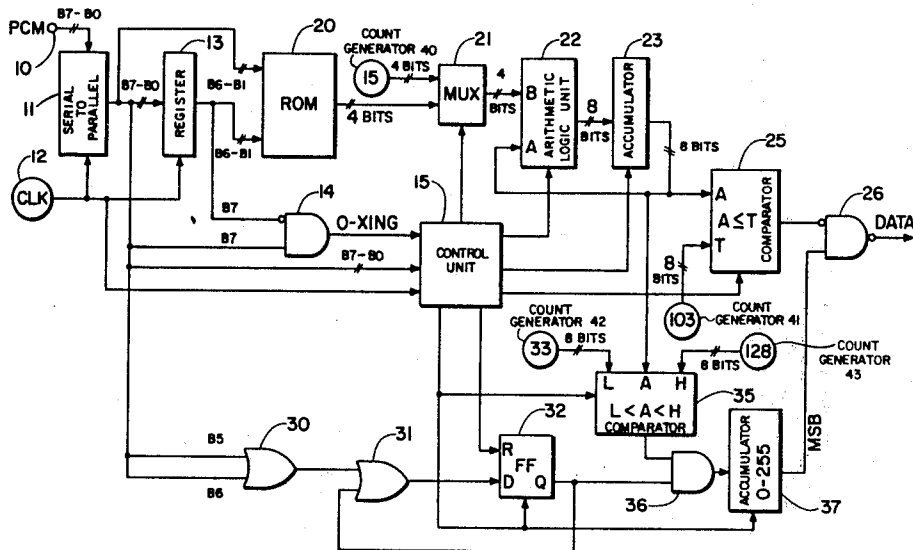 B7-B0
PCM
10
11
SERIAL TO PARALLEL
12
CLK
B7-B0
13
REGISTER
B6-B1
B6-B1
20
ROM
4 BITS
COUNT GENERATOR 40
15
4 BITS
21
MUX
4 BITS
22
B
A
ARITHMETIC LOGIC UNIT
8 BITS
23
ACCUMULATOR
8 BITS
25
A
A≤T
T
COMPARATOR
26
DATA
14
B7
B7
0-XING
B7-B0
15
CONTROL UNIT
8 BITS
103
COUNT GENERATOR 41
COUNT GENERATOR 42
33
8 BITS
128
8 BITS
COUNT GENERATOR 43
L A H
L<A<H
COMPARATOR
35
30
B5
B6
31
32
R
FF
D Q
36
ACCUMULATOR 0-255
37
MSB